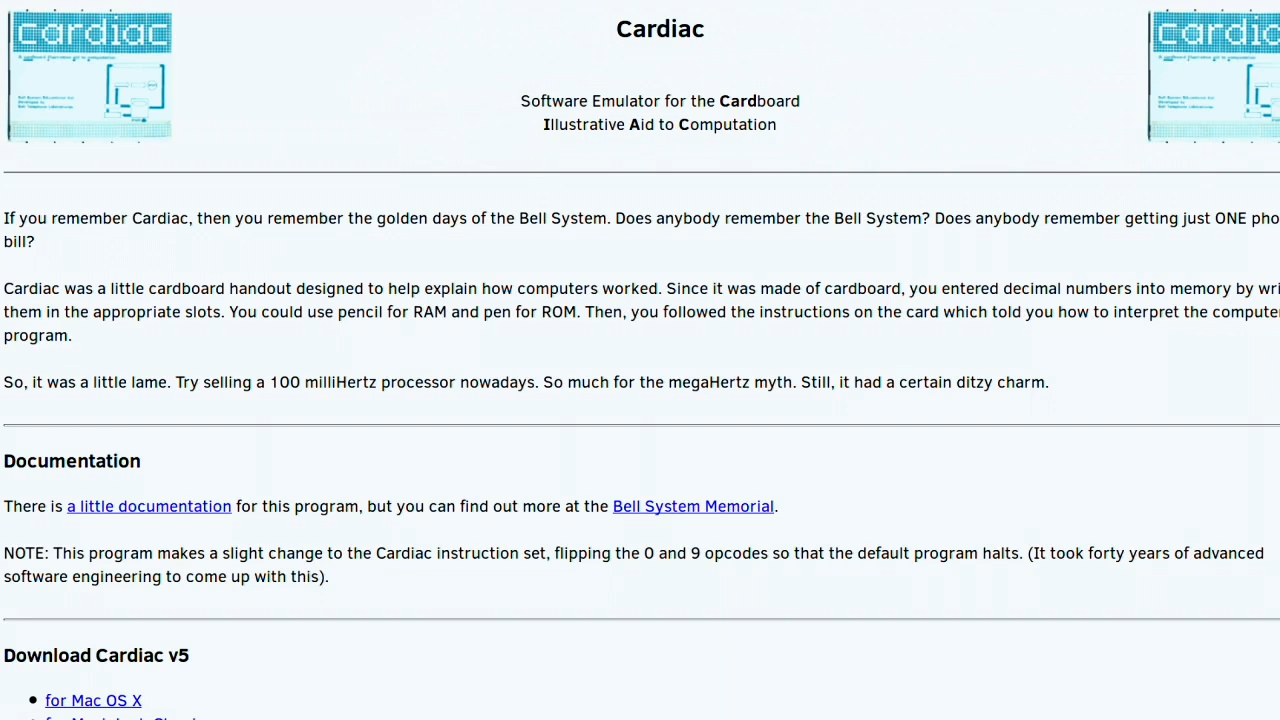 cardiac
Cardiac
Software Emulator for the Cardboard
Illustrative Aid to Computation
If you remember Cardiac, then you remember the golden days of the Bell System. Does anybody remember the Bell System? Does anybody remember getting just ONE pho
bill?
Cardiac was a little cardboard handout designed to help explain how computers worked. Since it was made of cardboard, you entered decimal numbers into memory by wri
them in the appropriate slots. You could use pencil for RAM and pen for ROM. Then, you followed the instructions on the card which told you how to interpret the compute
program.
So, it was a little lame. Try selling a 100 milliHertz processor nowadays. So much for the megaHertz myth. Still, it had a certain ditzy charm.
Documentation
There is a little documentation for this program, but you can find out more at the Bell System Memorial.
NOTE: This program makes a slight change to the Cardiac instruction set, flipping the 0 and 9 opcodes so that the default program halts. (It took forty years of advanced
software engineering to come up with this).
Download Cardiac v5
for Mac OS X